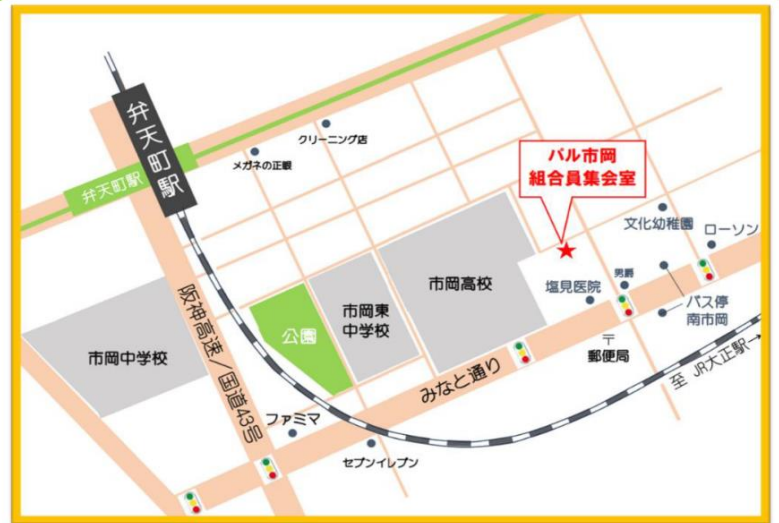 弁天町駅
弁天町駅
クリーニング店
メガネの正眼
パル市岡
組合員集会室
文化幼稚園
ローソン
市岡高校
市岡東
中学校
公園
市岡中学校
阪神高速/国道43号
塩見医院
男爵
バス停
南市岡
〒
郵便局
みなと通り
至 JR大正駅→
ファミマ
セブンイレブン